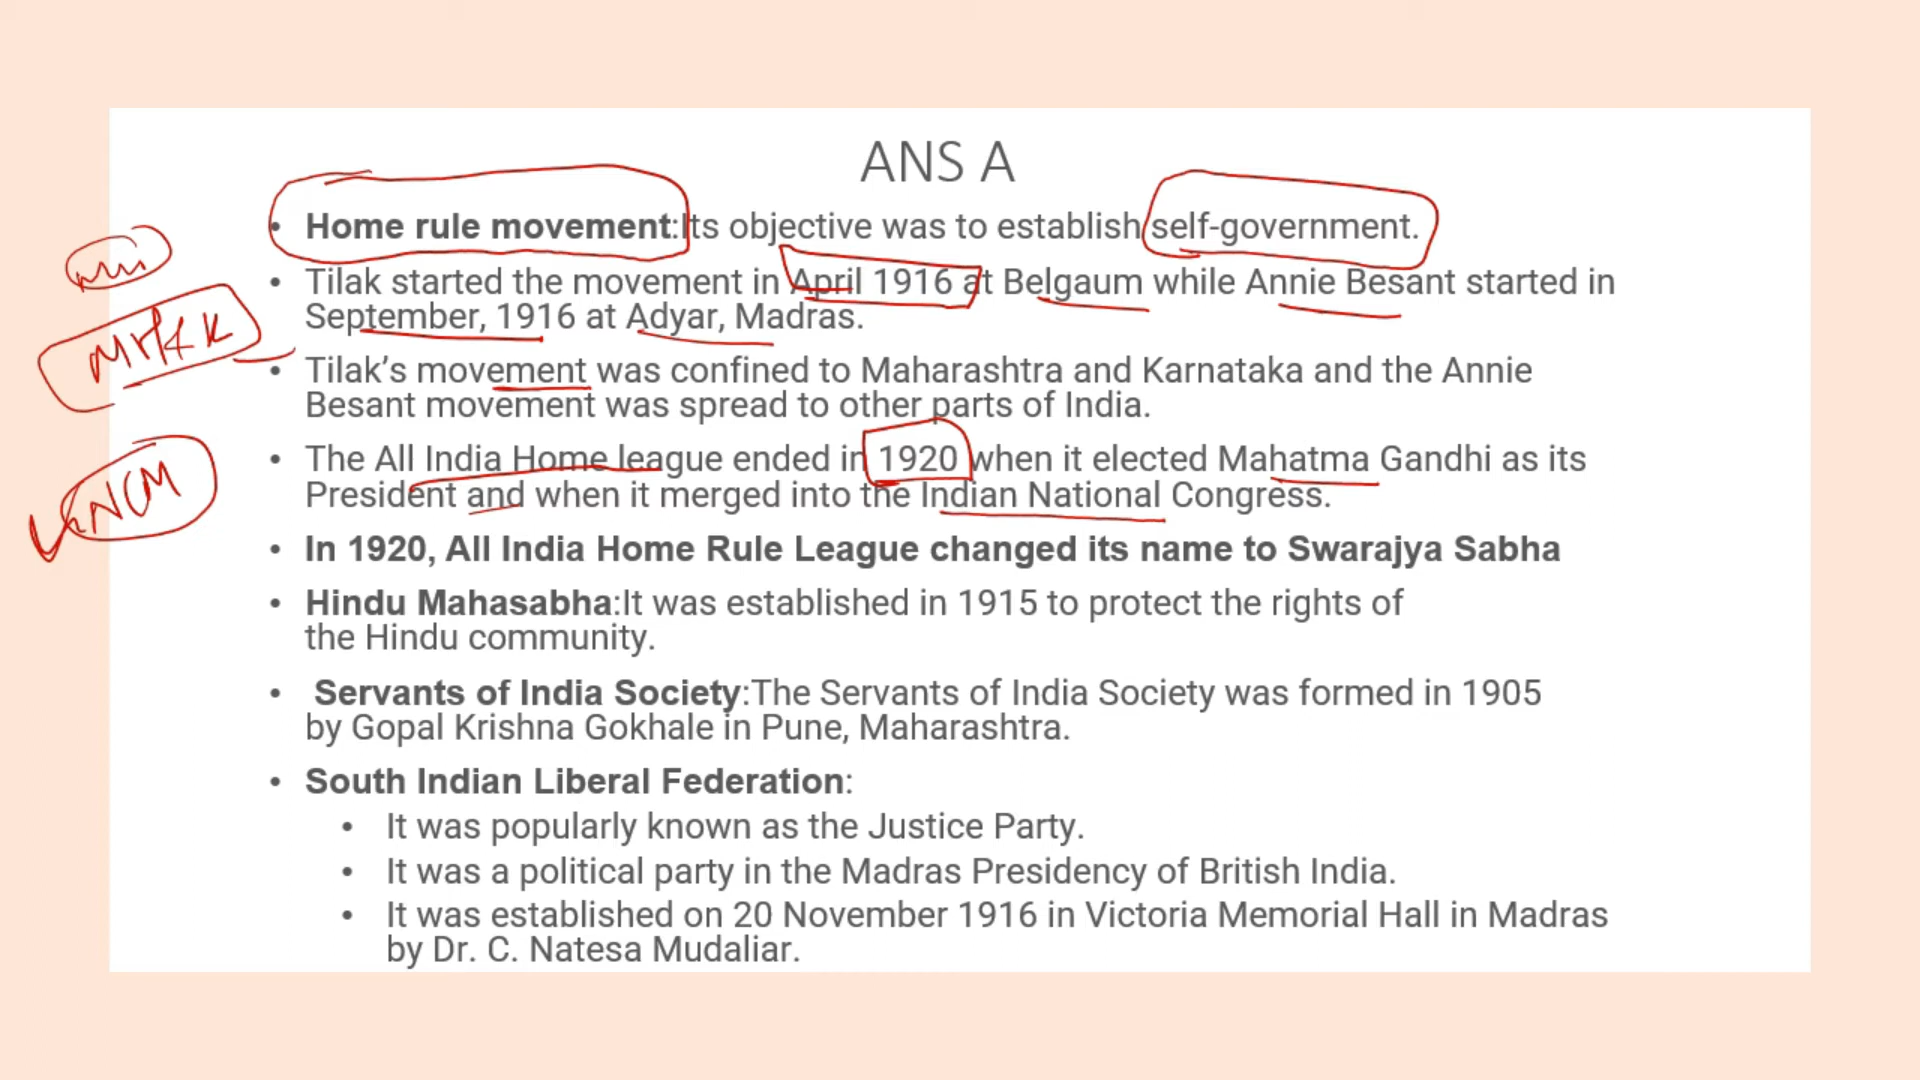 ANS A
• Home rule movement:Its objective was to establish self-government.
• Tilak started the movement in April 1916 at Belgaum while Annie Besant started in
September, 1916 at Adyar, Madras.
• Tilak’s movement was confined to Maharashtra and Karnataka and the Annie
Besant movement was spread to other parts of India.
• The All India Home league ended in 1920 when it elected Mahatma Gandhi as its
President and when it merged into the Indian National Congress.
NCM
• In 1920, All India Home Rule League changed its name to Swarajya Sabha
• Hindu Mahasabha:It was established in 1915 to protect the rights of
the Hindu community.
• Servants of India Society:The Servants of India Society was formed in 1905
by Gopal Krishna Gokhale in Pune, Maharashtra.
• South Indian Liberal Federation:
• It was popularly known as the Justice Party.
• It was a political party in the Madras Presidency of British India.
• It was established on 20 November 1916 in Victoria Memorial Hall in Madras
by Dr. C. Natesa Mudaliar.